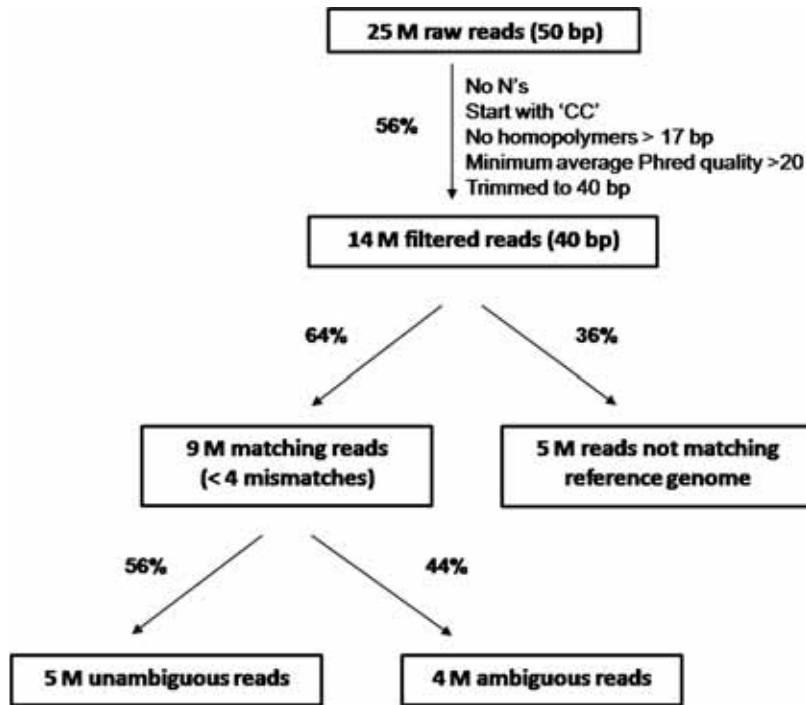 25 M raw reads (50 bp)
56%
No N's
Start with 'CC'
No homopolymers > 17 bp
Minimum average Phred quality >20
Trimmed to 40 bp
14 M filtered reads (40 bp)
64%
36%
9 M matching reads
(< 4 mismatches)
5 M reads not matching
reference genome
56%
44%
5 M unambiguous reads
4 M ambiguous reads